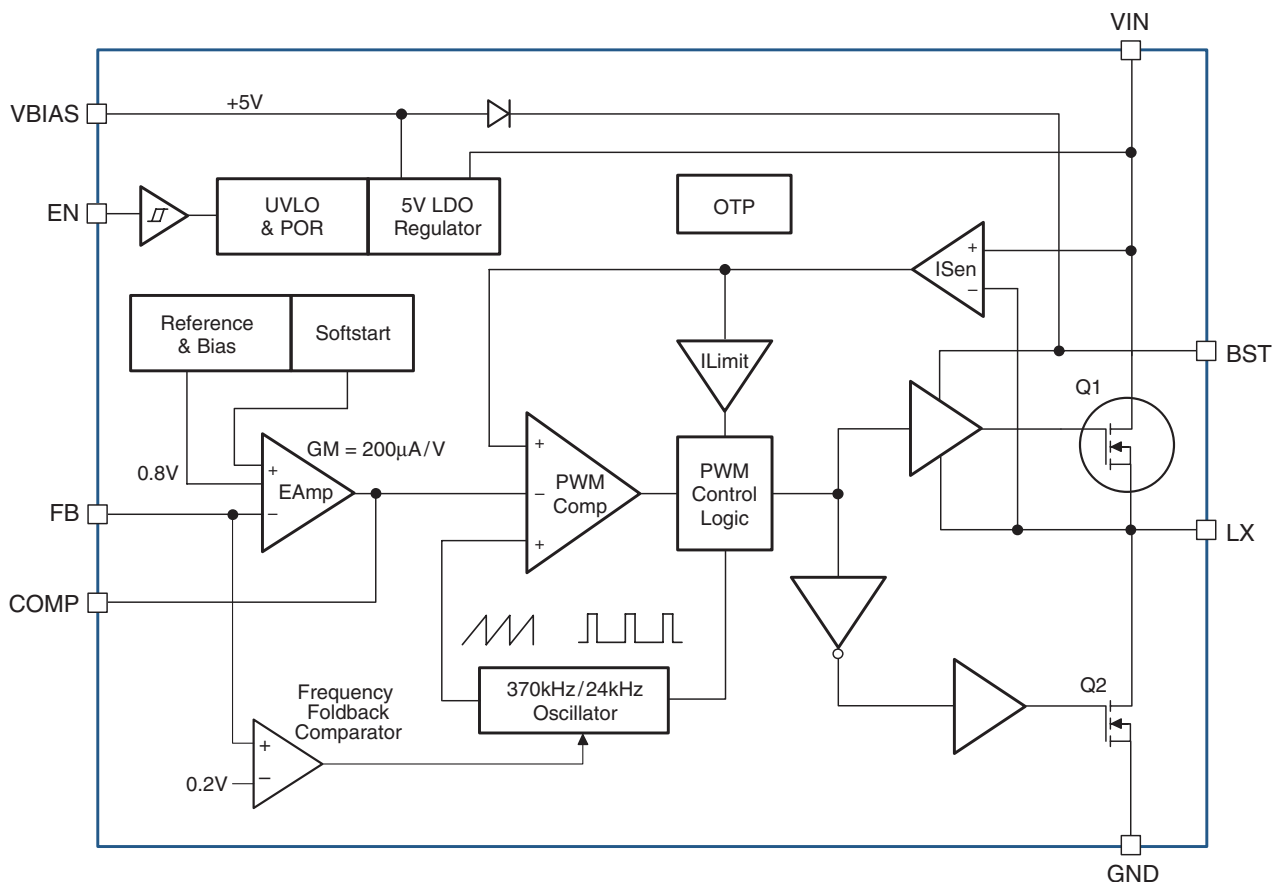 VIN
VBIAS
+5V
EN
UVLO
& POR
5V LDO
Regulator
OTP
+
ISen
−
Reference
& Bias
Softstart
ILimit
BST
Q1
GM = 200µA/V
0.8V
+
EAmp
−
+
−
PWM
Comp
+
PWM
Control
Logic
FB
LX
COMP
370kHz/24kHz
Oscillator
Frequency
Foldback
Comparator
+
0.2V
−
Q2
GND